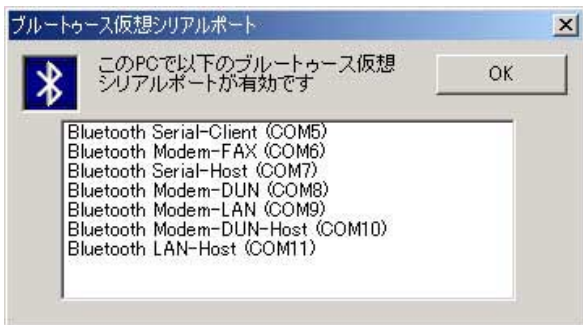 ブルートゥース仮想シリアルポート
このPCで以下のブルートゥース仮想
シリアルポートが有効です
OK
Bluetooth Serial-Client (COM5)
Bluetooth Modem-FAX (COM6)
Bluetooth Serial-Host (COM7)
Bluetooth Modem-DUN (COM8)
Bluetooth Modem-LAN (COM9)
Bluetooth Modem-DUN-Host (COM10)
Bluetooth LAN-Host (COM11)